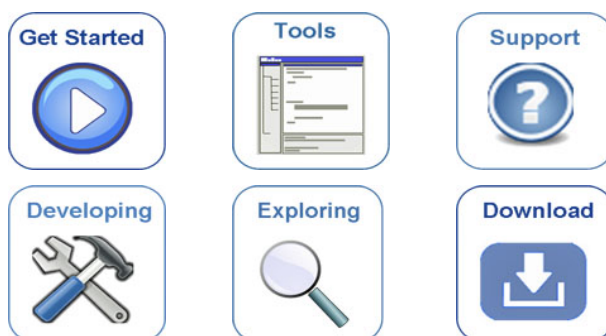 Get Started
Tools
Support
Developing
Exploring
Download